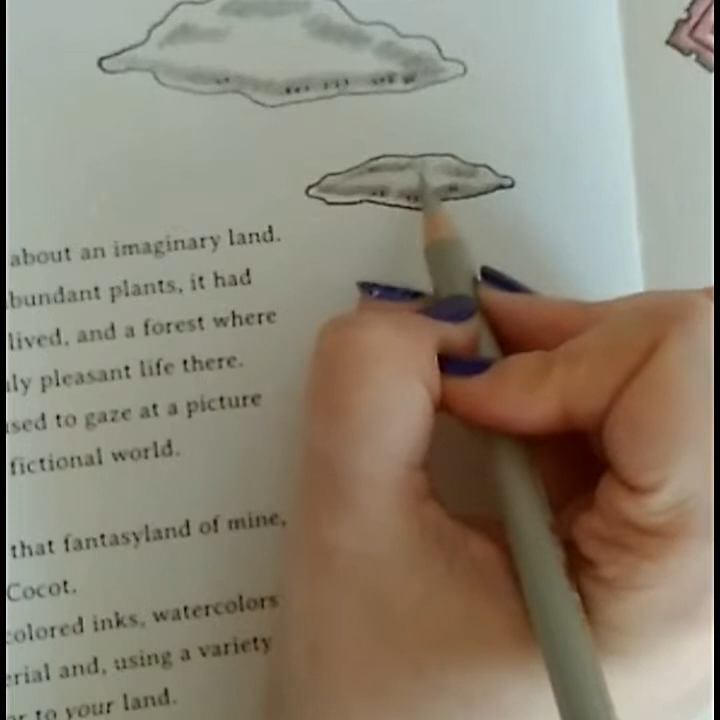 about an imaginary land.
bundant plants, it had
lived, and a forest where
ly pleasant life there.
sed to gaze at a picture
fictional world.
that fantasyland of mine,
Cocot.
colored inks, watercolors
rial and, using a variety
to your land.